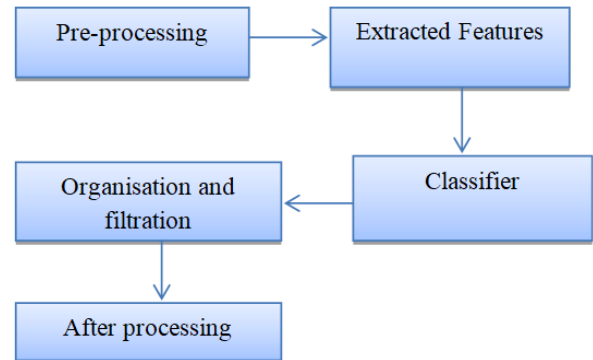 Pre-processing
Extracted Features
Classifier
Organisation and
filtration
After processing